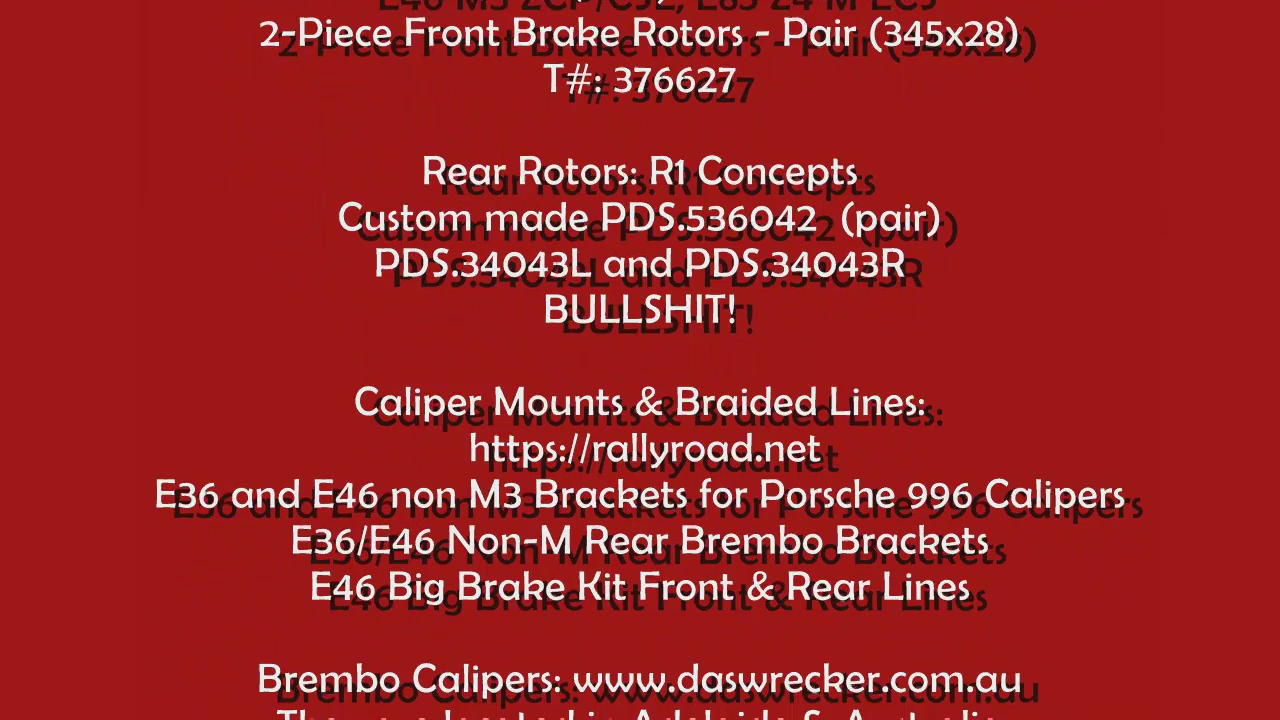 2-Piece Front Brake Rotors - Pair (345x28)
T#: 376627
Rear Rotors: R1 Concepts
Custom made PDS.536042 (pair)
PDS.34043L and PDS.34043R
BULLSHIT!
Caliper Mounts & Braided Lines:
https://rallyroad.net
E36 and E46 non M3 Brackets for Porsche 996 Calipers
E36/E46 Non-M Rear Brembo Brackets
E46 Big Brake Kit Front & Rear Lines
Brembo Calipers: www.daswrecker.com.au